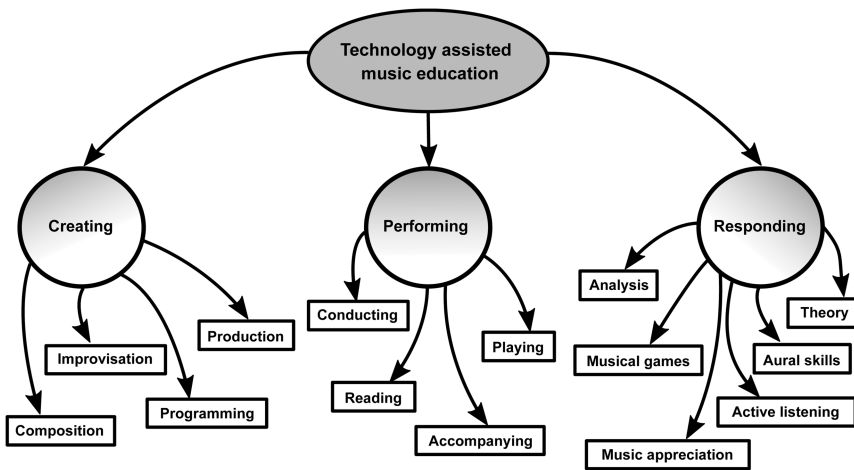 Technology assisted
music education
Creating
Performing
Responding
Composition
Improvisation
Programming
Production
Conducting
Reading
Accompanying
Playing
Analysis
Musical games
Music appreciation
Active listening
Aural skills
Theory